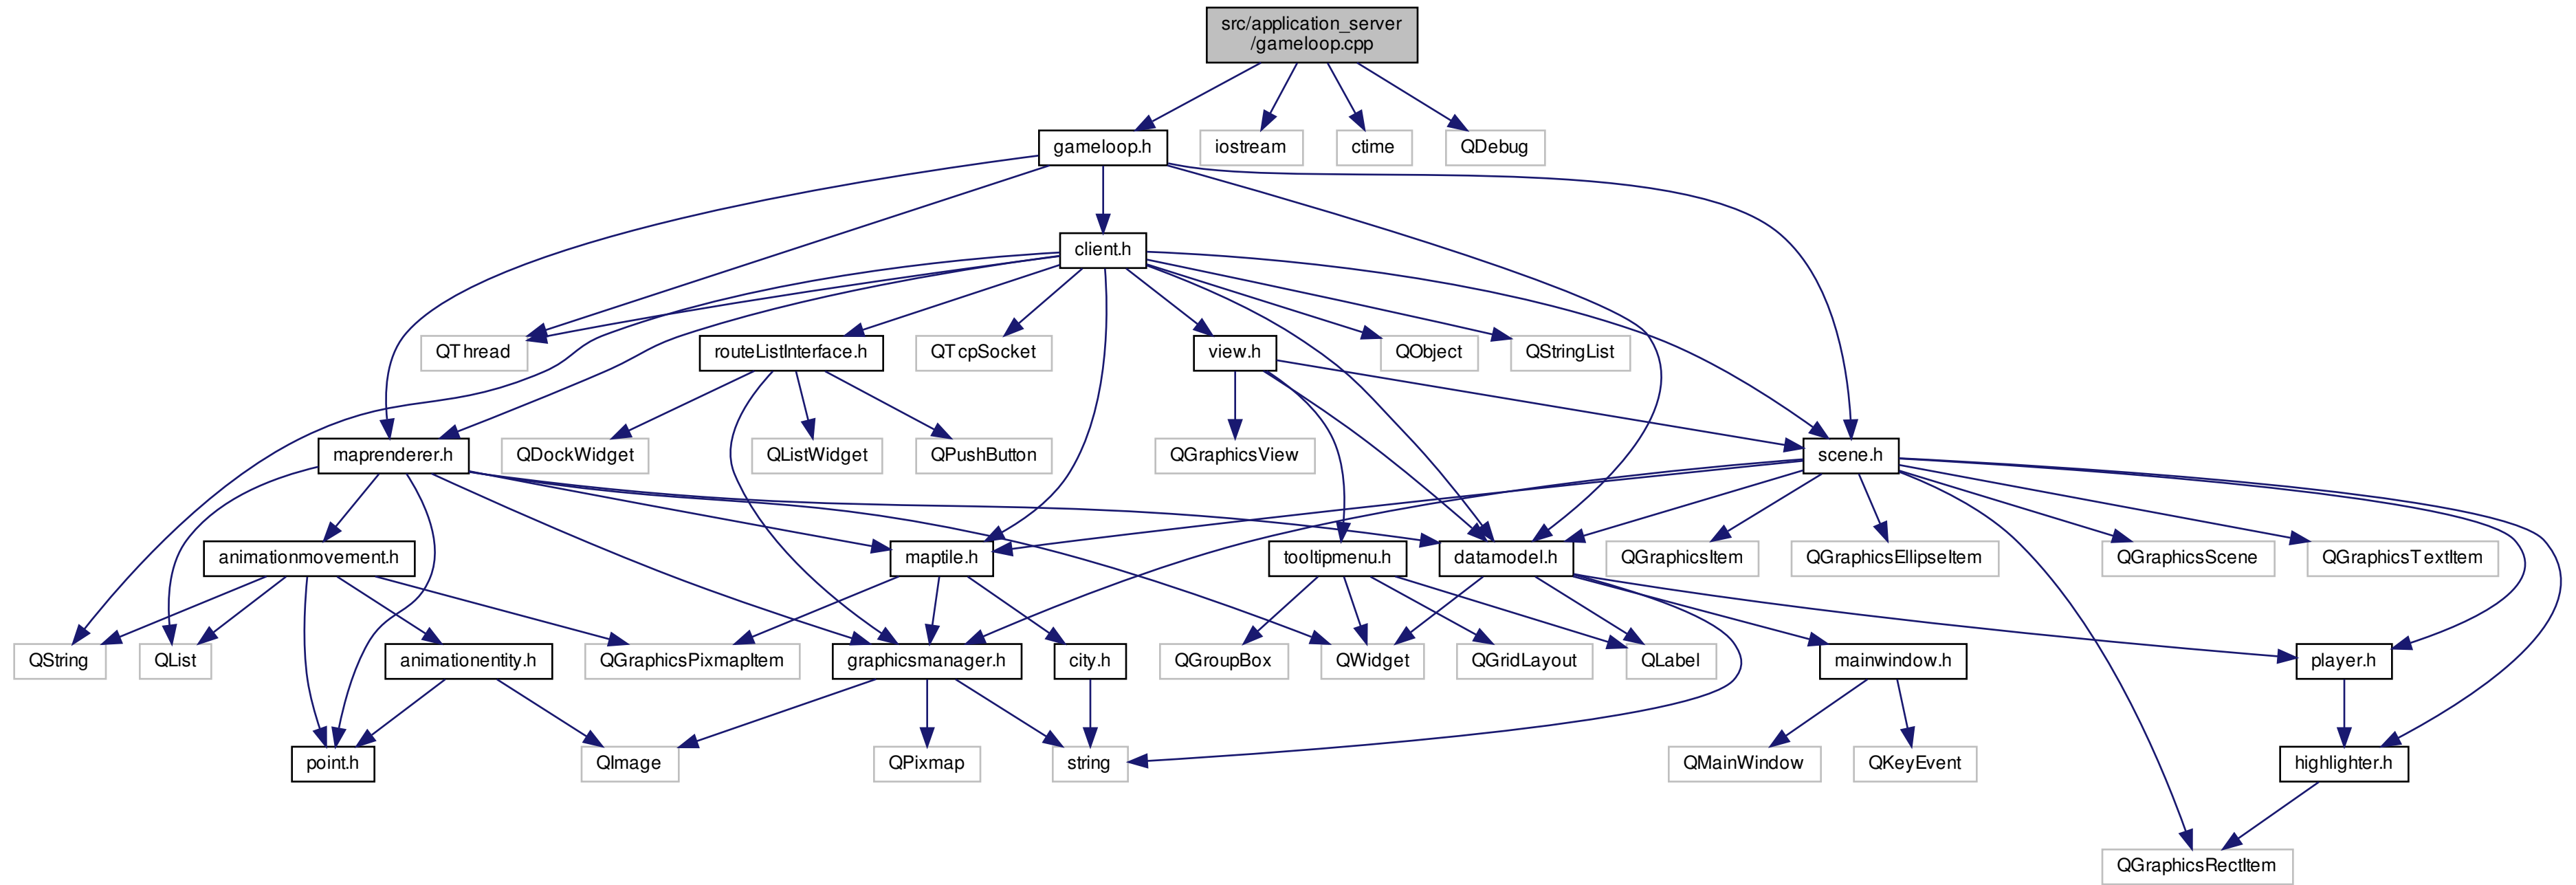 src/application_server
/gameloop.cpp
gameloop.h
iostream
ctime
QDebug
client.h
QThread
routeListInterface.h
QTcpSocket
view.h
QObject
QStringList
maprenderer.h
QDockWidget
QListWidget
QPushButton
QGraphicsView
scene.h
animationmovement.h
maptile.h
tooltipmenu.h
datamodel.h
QGraphicsItem
QGraphicsEllipseItem
QGraphicsScene
QGraphicsTextItem
QString
QList
animationentity.h
QGraphicsPixmapItem
graphicsmanager.h
city.h
QGroupBox
QWidget
QGridLayout
QLabel
mainwindow.h
player.h
point.h
QImage
QPixmap
string
QMainWindow
QKeyEvent
highlighter.h
QGraphicsRectItem